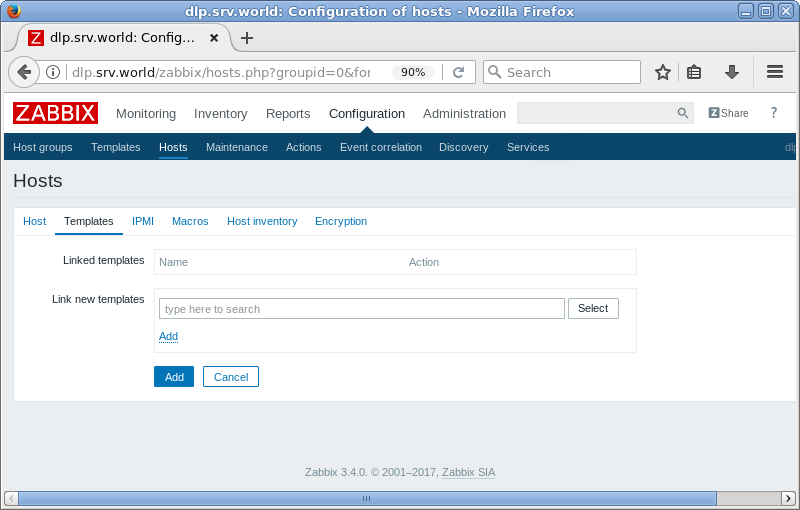 dlp.srv.world: Configuration of hosts - Mozilla Firefox
dlp.srv.world: Config...
dlp.srv.world/zabbix/hosts.php?groupid=0&for
90%
Search
ZABBIX
Monitoring Inventory Reports Configuration Administration
Z Share ?
Host groups Templates Hosts Maintenance Actions Event correlation Discovery Services
Hosts
Host Templates IPMI Macros Host inventory Encryption
Linked templates Name Action
Link new templates type here to search Select
Add
Add Cancel
Zabbix 3.4.0. © 2001–2017, Zabbix SIA